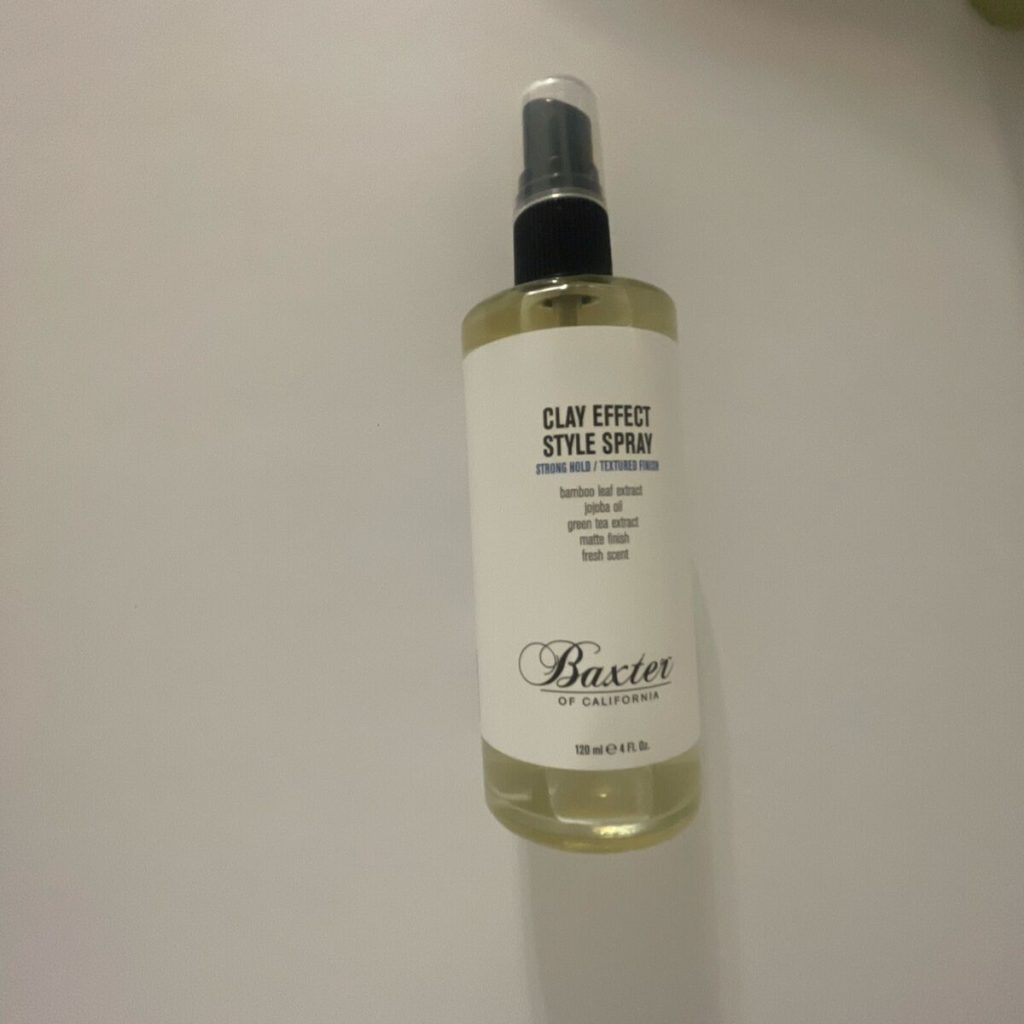 CLAY EFFECT
STYLE SPRAY
STRONG HOLD / TEXTURED FINISH
bamboo leaf extract
jojoba oil
green tea extract
matte finish
fresh scent
Baxter
OF CALIFORNIA
120 ml ℮ 4 Fl. Oz.